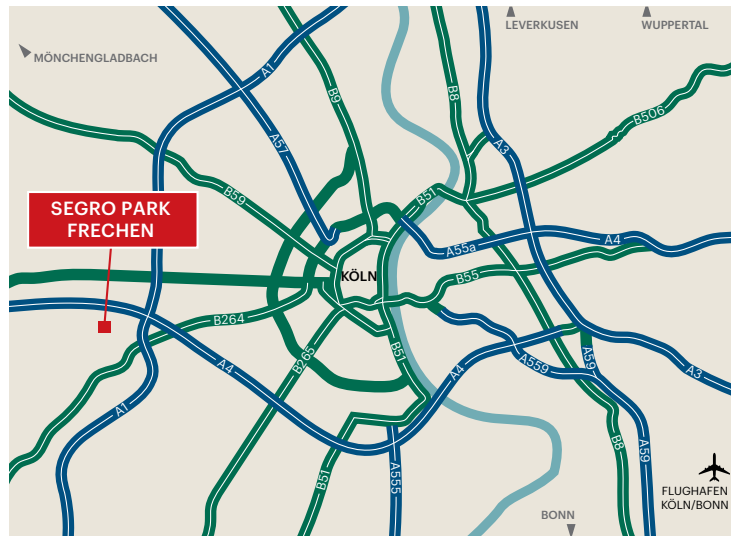 LEVERKUSEN
WUPPERTAL
MÖNCHENGLADBACH
A1
B9
B8
B506
A57
A3
B59
B51
SEGRO PARK
FRECHEN
A55a
A4
KÖLN
B55
B264
B265
B51
A4
A559
A59
A3
A4
A1
B8
A59
B51
A555
FLUGHAFEN
KÖLN/BONN
BONN